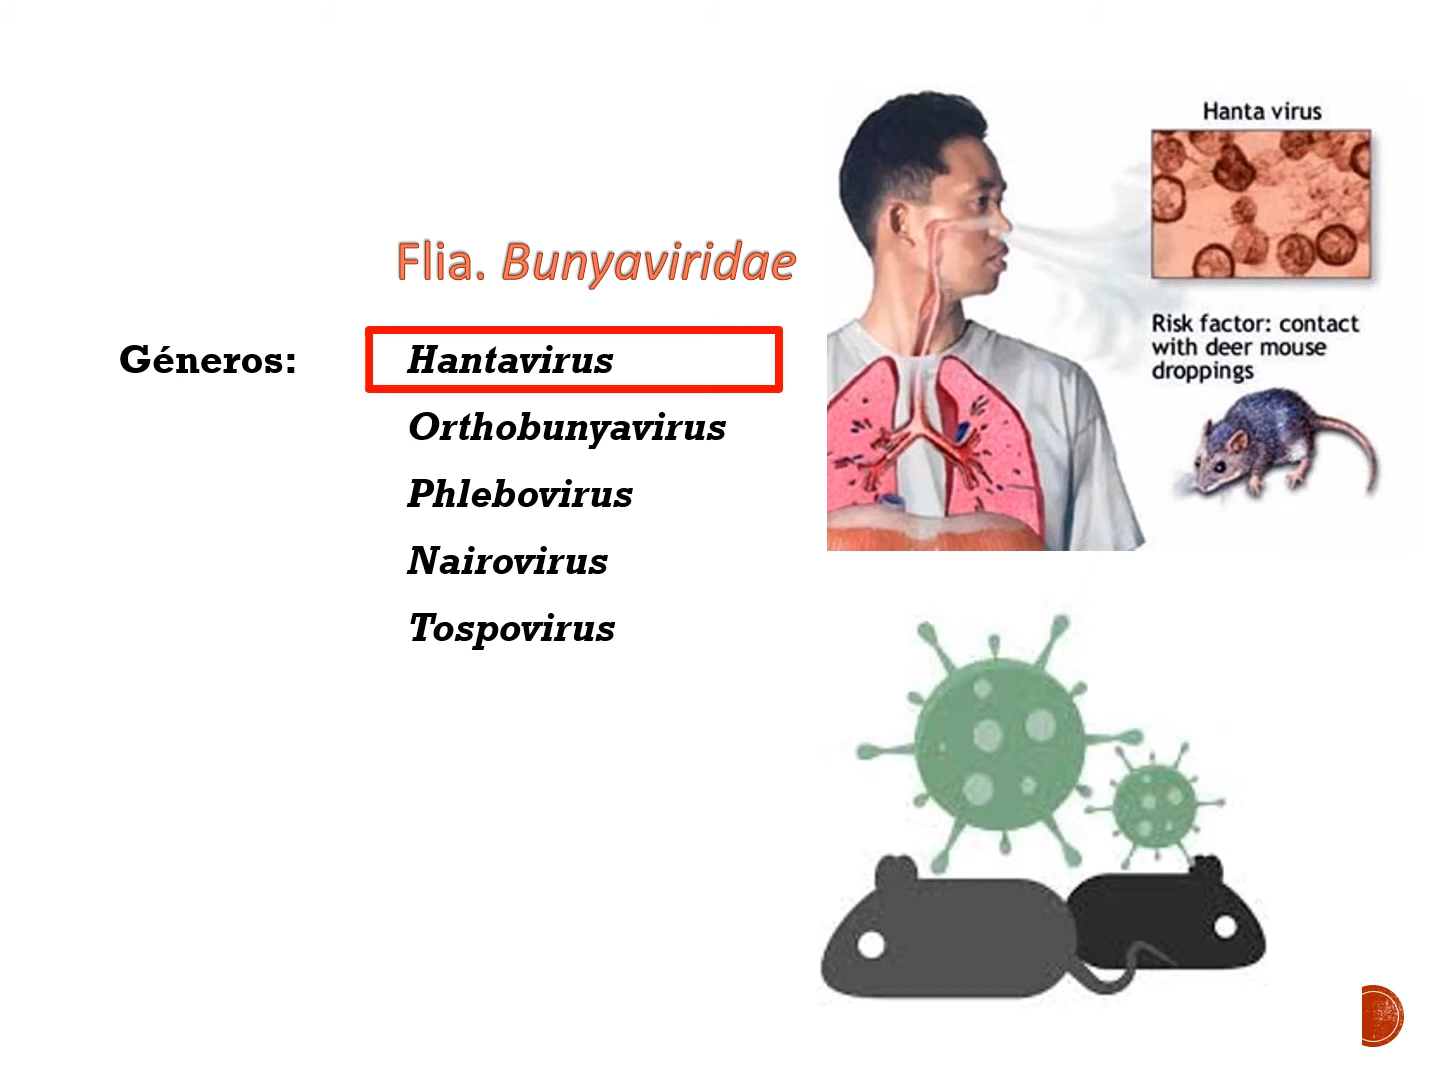 Flia. Bunyaviridae
Géneros:
Hantavirus
Orthobunyavirus
Phlebovirus
Nairovirus
Tospovirus
Hanta virus
Risk factor: contact
with deer mouse
droppings